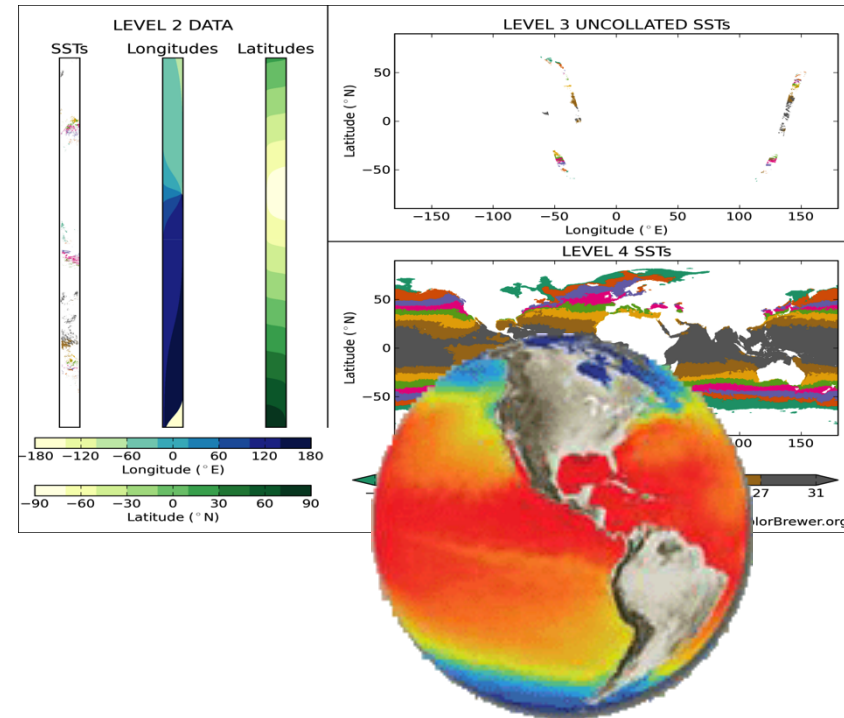 LEVEL 2 DATA
SSTs Longitudes Latitudes
−180 −120 −60 0 60 120 180
Longitude (°E)
−90 −60 −30 0 30 60 90
Latitude (°N)
LEVEL 3 UNCOLLATED SSTs
50
0
−50
Latitude (°N)
−150 −100 −50 0 50 100 150
Longitude (°E)
LEVEL 4 SSTs
50
0
−50
Latitude (°N)
100 150
27 31